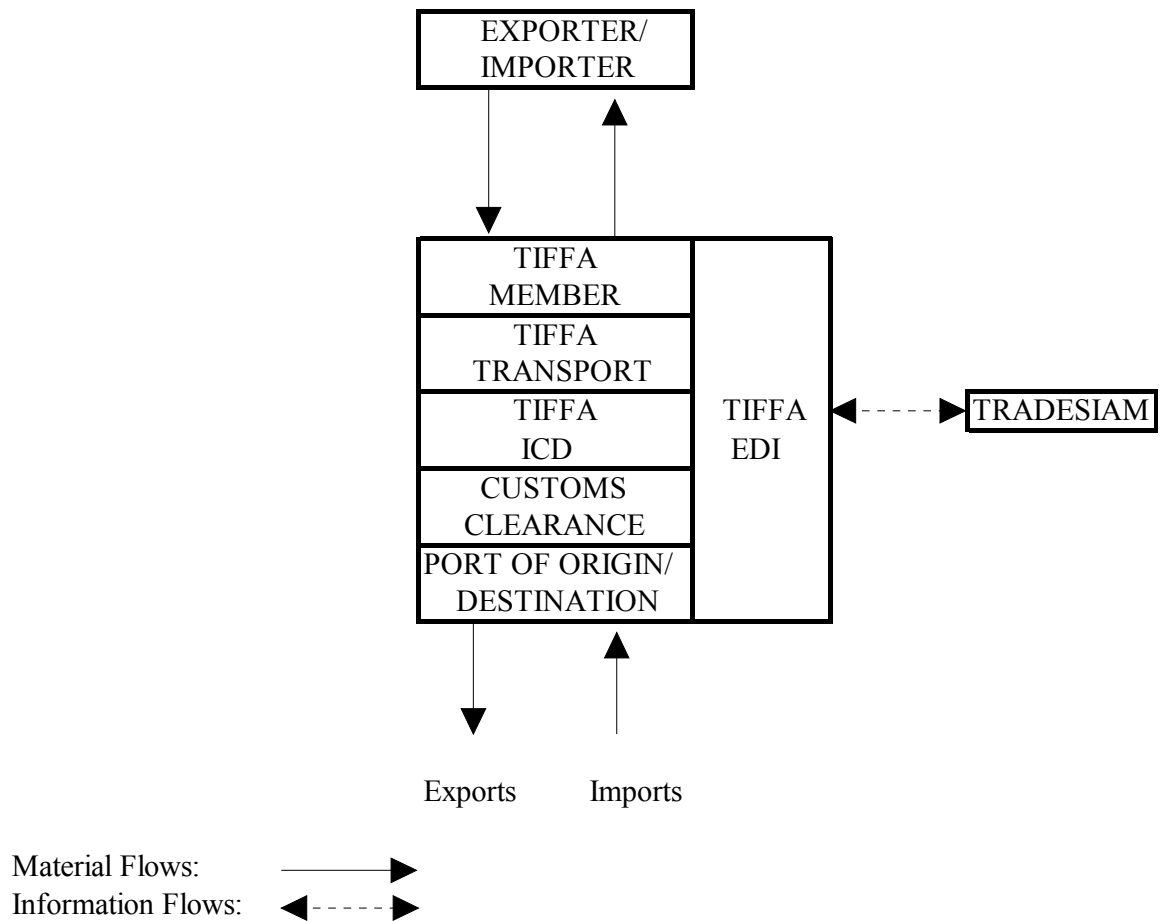 EXPORTER/
IMPORTER
TIFFA
MEMBER
TIFFA
TRANSPORT
TIFFA
ICD
CUSTOMS
CLEARANCE
PORT OF ORIGIN/
DESTINATION
TIFFA
EDI
TRADESIAM
Exports
Imports
Material Flows:
Information Flows: